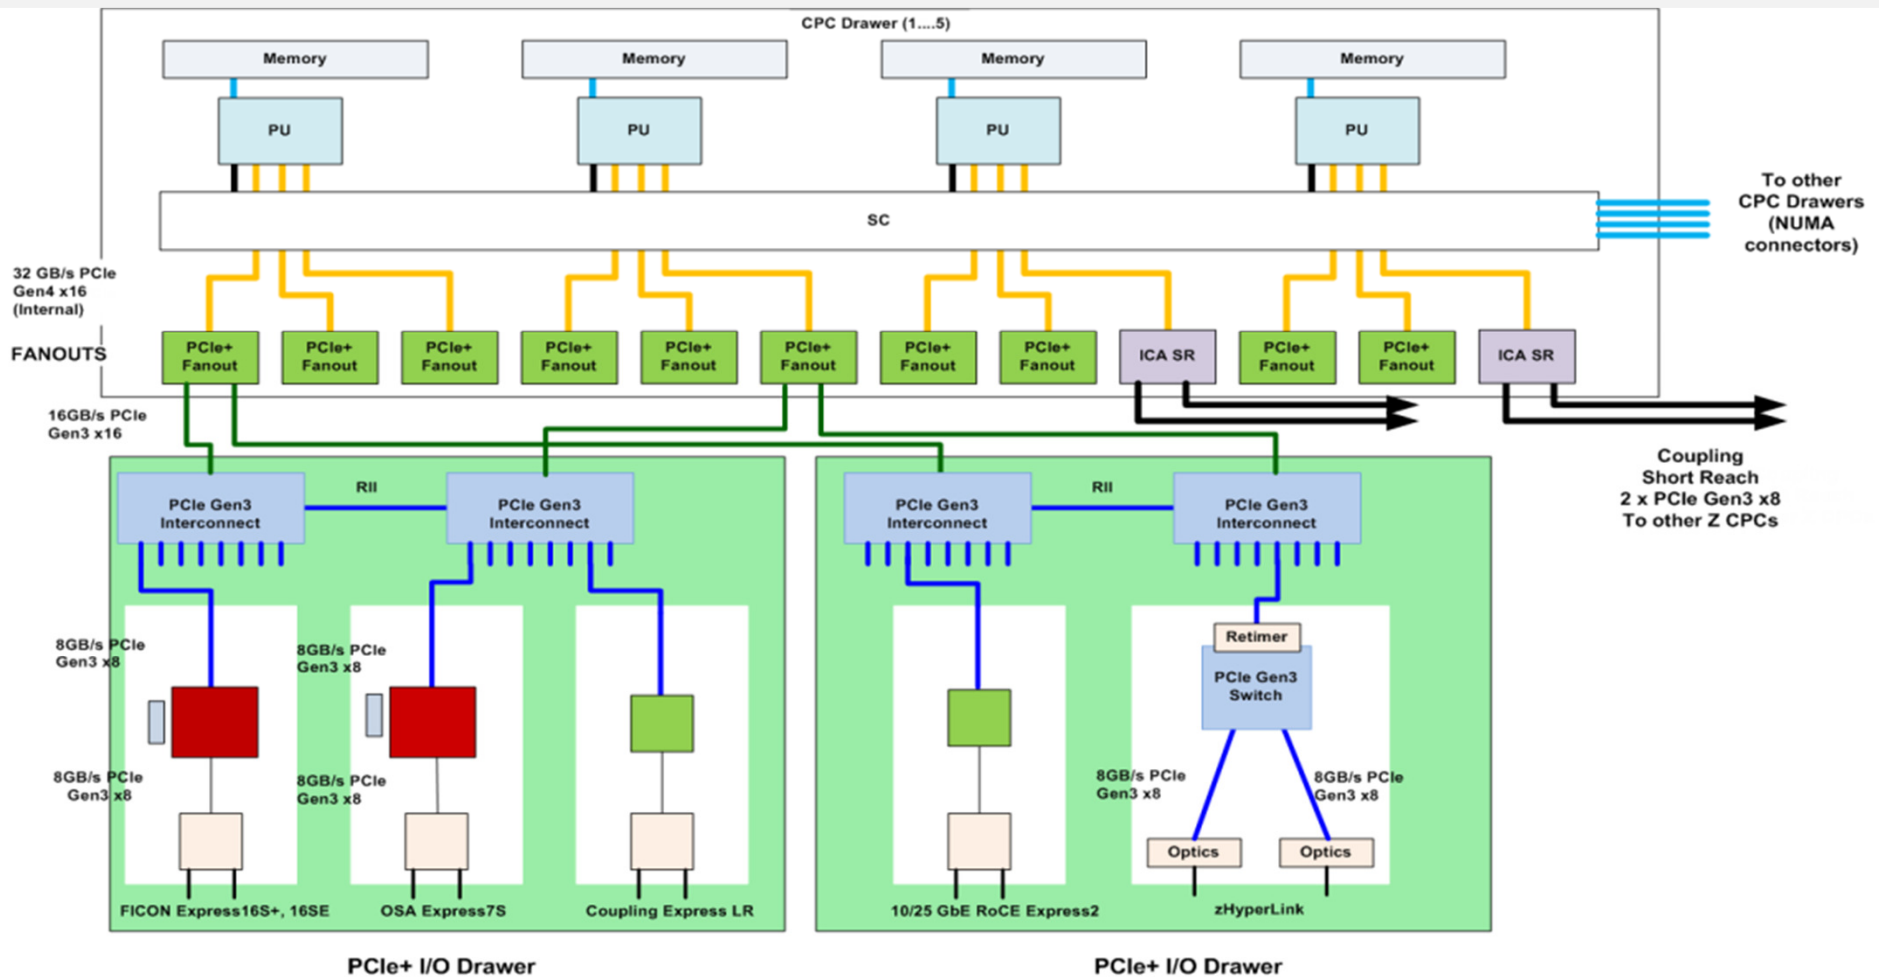 CPC Drawer (1....5)
Memory
Memory
Memory
Memory
PU
PU
PU
PU
To other
CPC Drawers
(NUMA
connectors)
SC
32 GB/s PCIe
Gen4 x16
(Internal)
FANOUTS
PCIe+
Fanout
PCIe+
Fanout
PCIe+
Fanout
PCIe+
Fanout
PCIe+
Fanout
PCIe+
Fanout
PCIe+
Fanout
PCIe+
Fanout
ICA SR
PCIe+
Fanout
PCIe+
Fanout
ICA SR
16GB/s PCIe
Gen3 x16
Coupling
Short Reach
2 x PCIe Gen3 x8
To other Z CPCs
PCIe Gen3
Interconnect
RII
PCIe Gen3
Interconnect
PCIe Gen3
Interconnect
RII
PCIe Gen3
Interconnect
8GB/s PCIe
Gen3 x8
8GB/s PCIe
Gen3 x8
Retimer
PCIe Gen3
Switch
8GB/s PCIe
Gen3 x8
8GB/s PCIe
Gen3 x8
8GB/s PCIe
Gen3 x8
8GB/s PCIe
Gen3 x8
Optics
Optics
FICON Express16S+, 16SE
OSA Express7S
Coupling Express LR
10/25 GbE RoCE Express2
zHyperLink
PCIe+ I/O Drawer
PCIe+ I/O Drawer